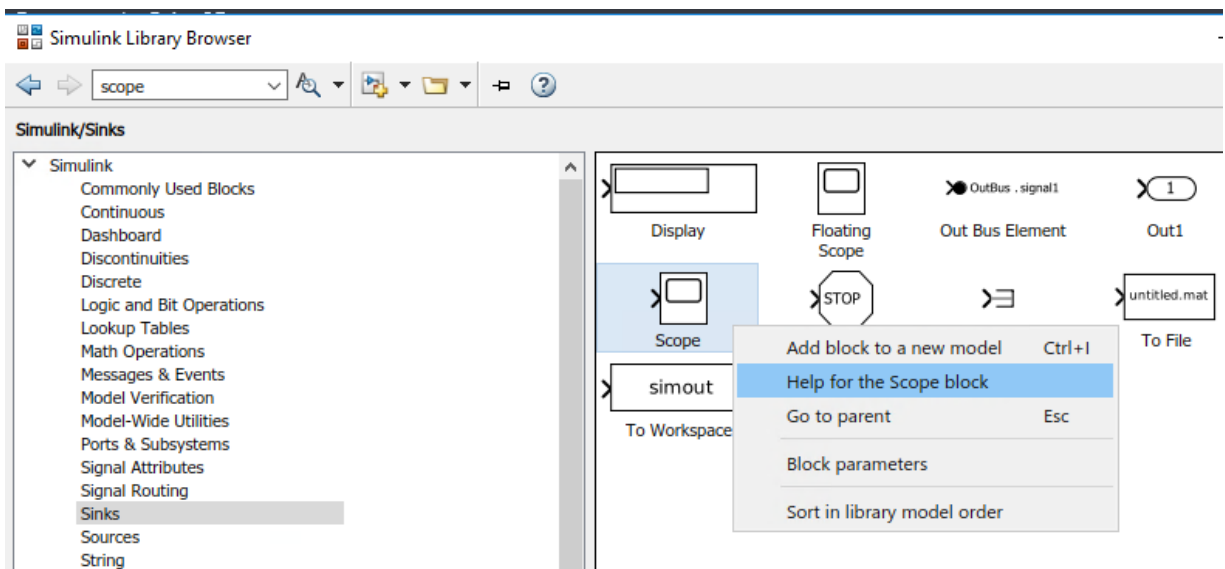 Simulink Library Browser
scope
Simulink/Sinks
Simulink
Commonly Used Blocks
Continuous
Dashboard
Discontinuities
Discrete
Logic and Bit Operations
Lookup Tables
Math Operations
Messages & Events
Model Verification
Model-Wide Utilities
Ports & Subsystems
Signal Attributes
Signal Routing
Sinks
Sources
String
OutBus . signal1
1
Display
Floating
Scope
Out Bus Element
Out1
STOP
untitled.mat
Scope
To File
simout
To Workspace
Add block to a new model Ctrl+I
Help for the Scope block
Go to parent Esc
Block parameters
Sort in library model order